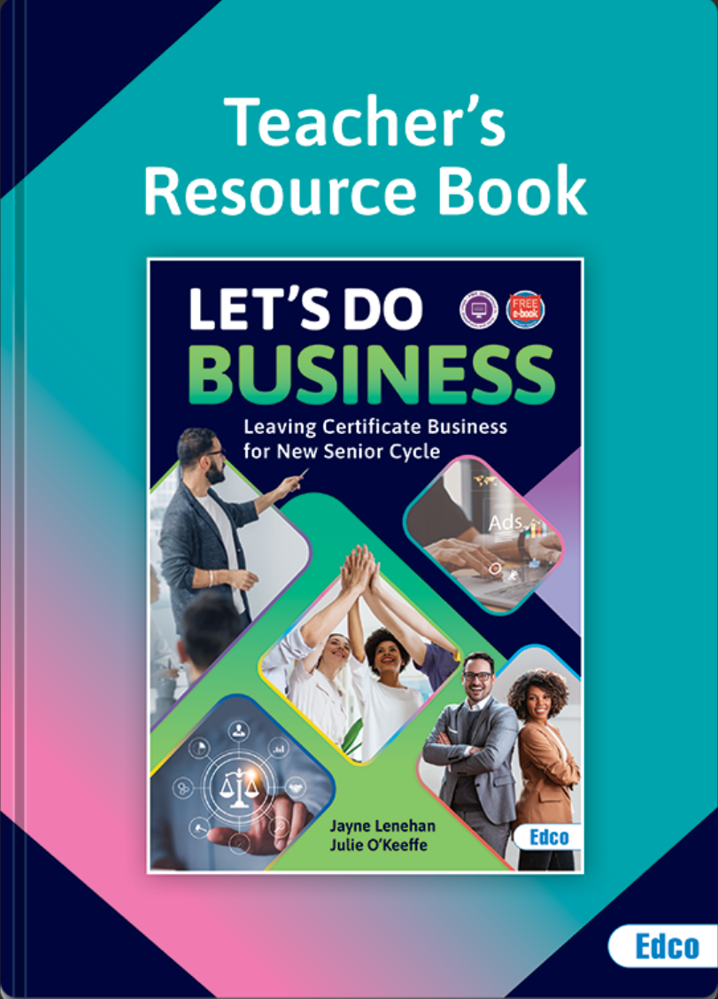 Teacher's
Resource Book
LET'S DO
BUSINESS
FREE
e-book
Leaving Certificate Business
for New Senior Cycle
Ads
Jayne Lenehan
Julie O'Keeffe
Edco
Edco